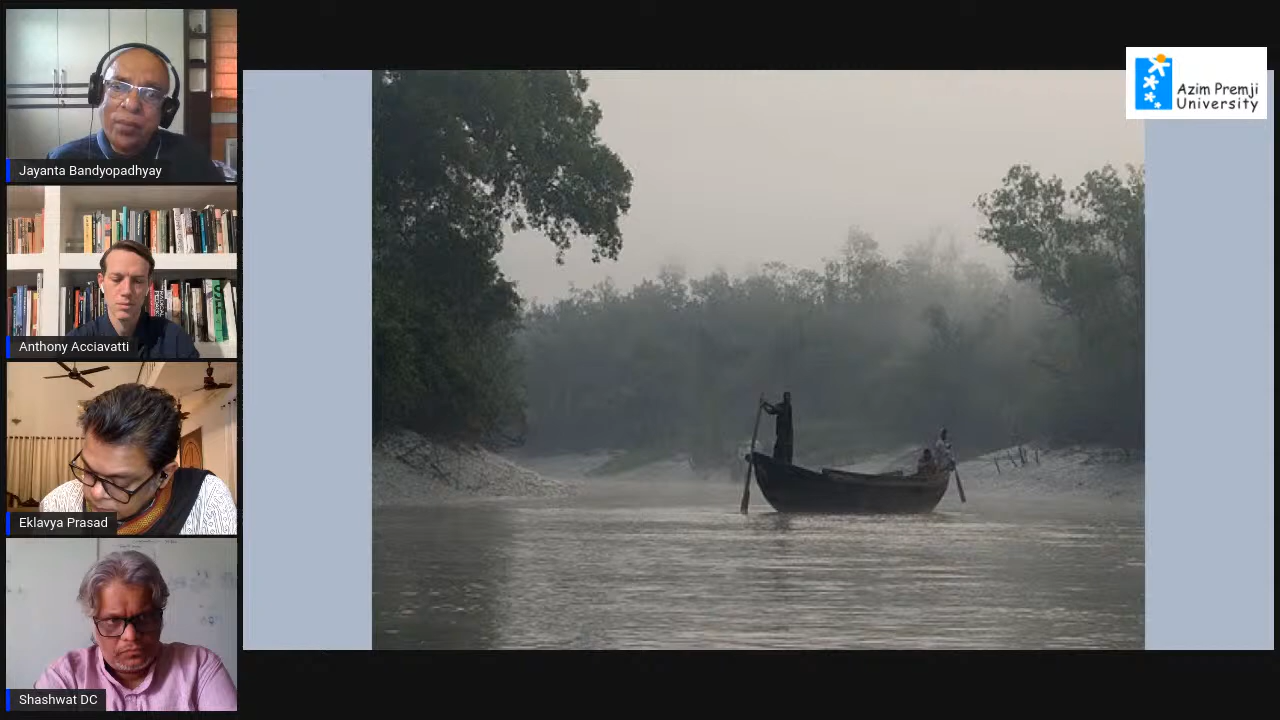 Jayanta Bandyopadhyay
Anthony Acciavatti
Eklavya Prasad
Shashwat DC
Azim Premji
University